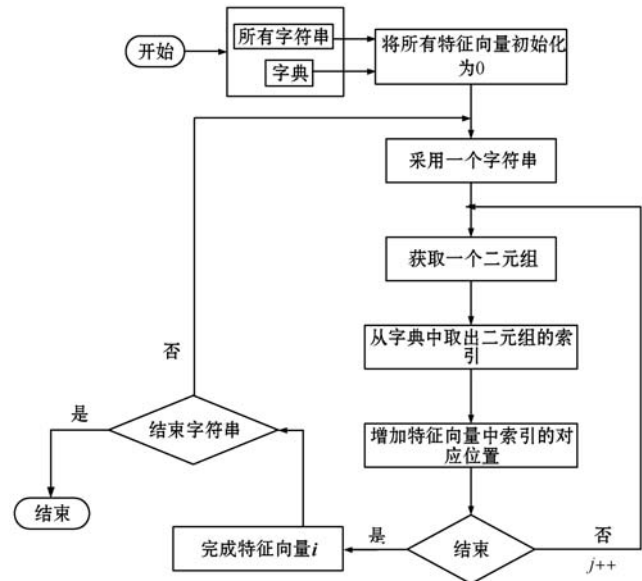 开始
所有字符串
字典
将所有特征向量初始化
为0
采用一个字符串
获取一个二元组
从字典中取出二元组的索
引
增加特征向量中索引的对
应位置
结束
否
j++
是
完成特征向量i
结束字符串
否
是
结束